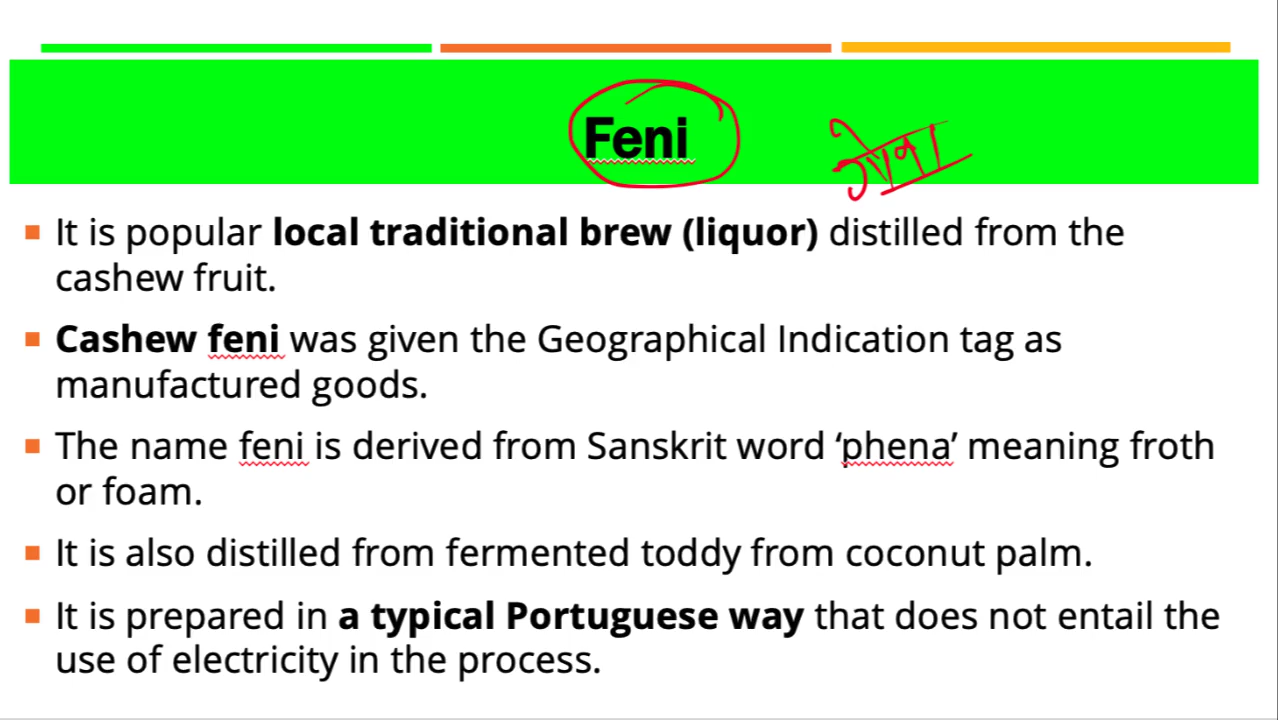 Feni
गोवा
It is popular local traditional brew (liquor) distilled from the
cashew fruit.
Cashew feni was given the Geographical Indication tag as
manufactured goods.
The name feni is derived from Sanskrit word ‘phena’ meaning froth
or foam.
It is also distilled from fermented toddy from coconut palm.
It is prepared in a typical Portuguese way that does not entail the
use of electricity in the process.